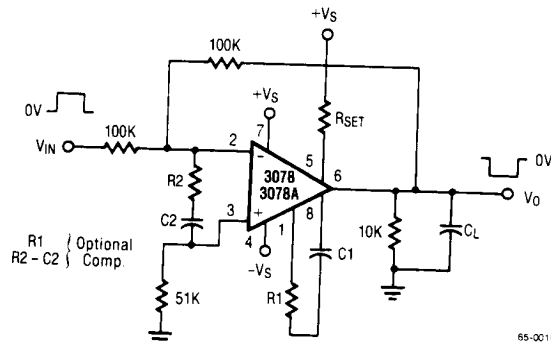 +VS
100K
0V
+VS
RSET
VIN
100K
2
7
5
6
0V
R2
-
3078
3078A
VO
C2
3
+
8
1
4
10K
CL
R1
R2 - C2
Optional
Comp.
-VS
C1
51K
R1
65-001